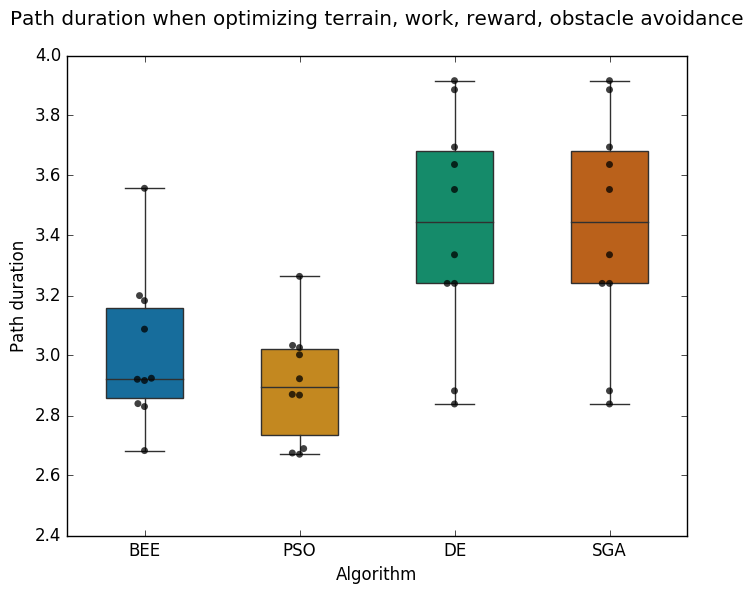 Path duration when optimizing terrain, work, reward, obstacle avoidance
4.0
3.8
3.6
3.4
3.2
3.0
2.8
2.6
2.4
Path duration
BEE PSO DE SGA
Algorithm